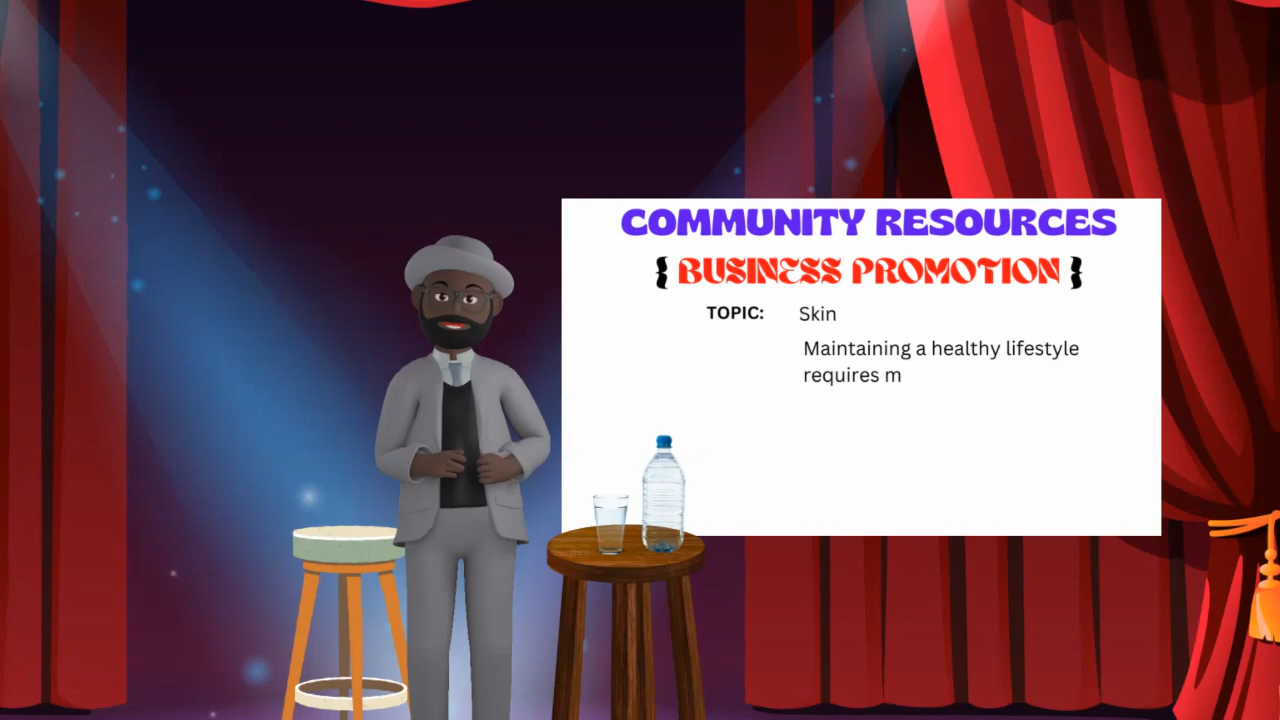 COMMUNITY RESOURCES
{ BUSINESS PROMOTION }
TOPIC: Skin
Maintaining a healthy lifestyle
requires m